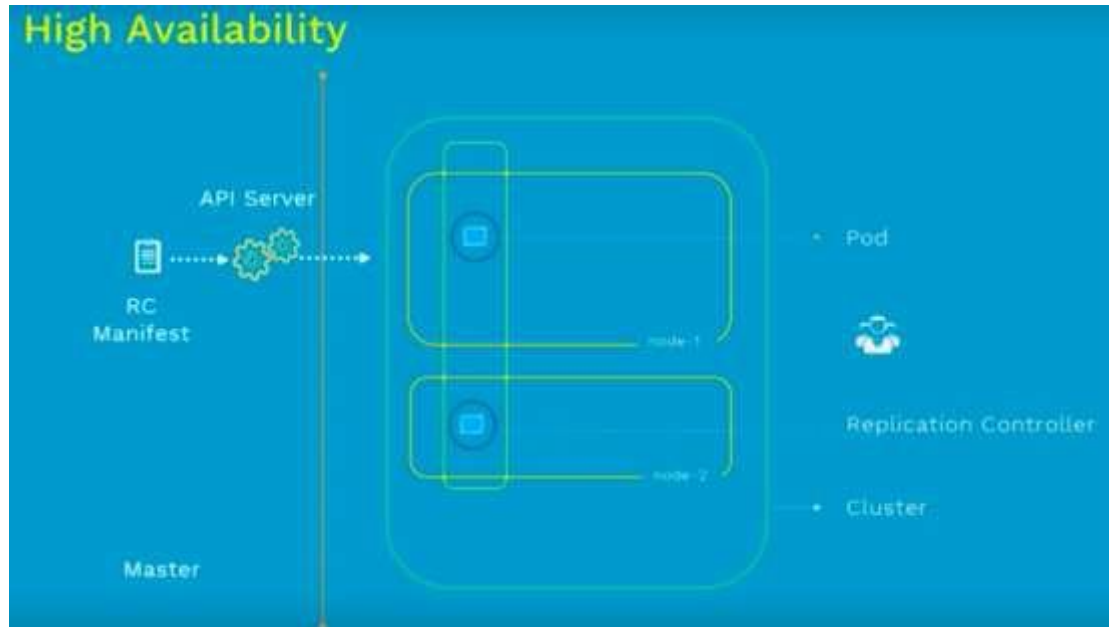 High Availability
API Server
Pod
RC
Manifest
node-1
Replication Controller
node-2
Cluster
Master